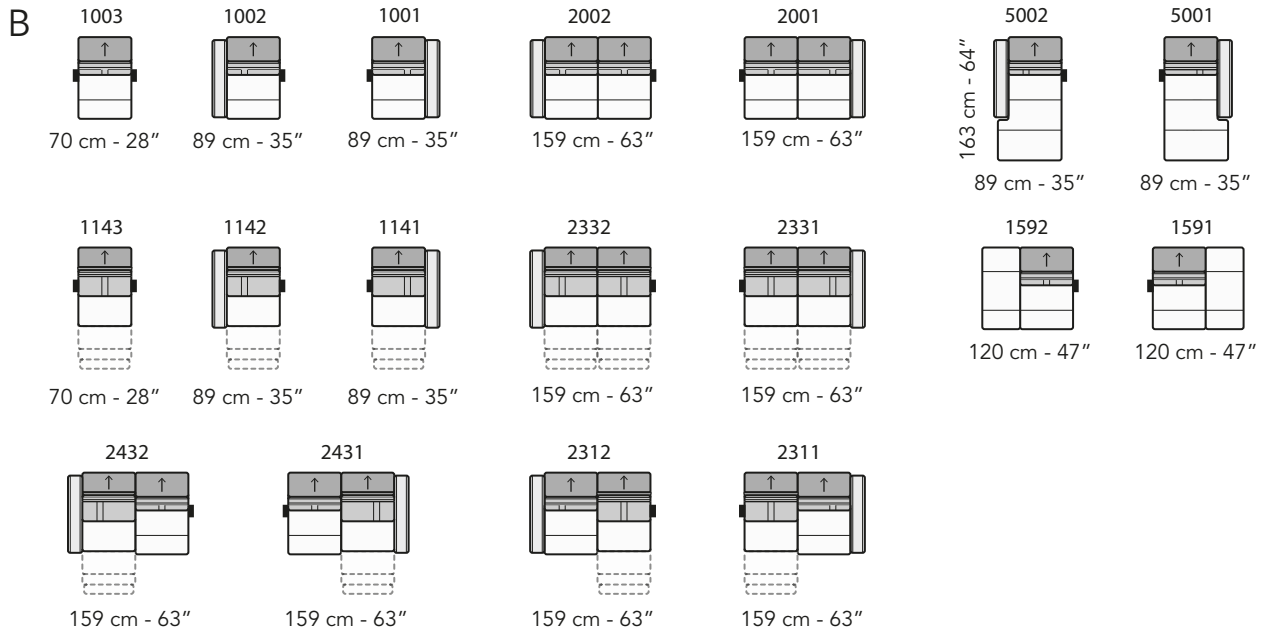 B
1003 1002 1001 2002 2001 5002 5001
163 cm - 64″
70 cm - 28″ 89 cm - 35″ 89 cm - 35″ 159 cm - 63″ 159 cm - 63″
89 cm - 35″ 89 cm - 35″
1143 1142 1141 2332 2331 1592 1591
120 cm - 47″ 120 cm - 47″
70 cm - 28″ 89 cm - 35″ 89 cm - 35″ 159 cm - 63″ 159 cm - 63″
2432 2431 2312 2311
159 cm - 63″ 159 cm - 63″ 159 cm - 63″ 159 cm - 63″